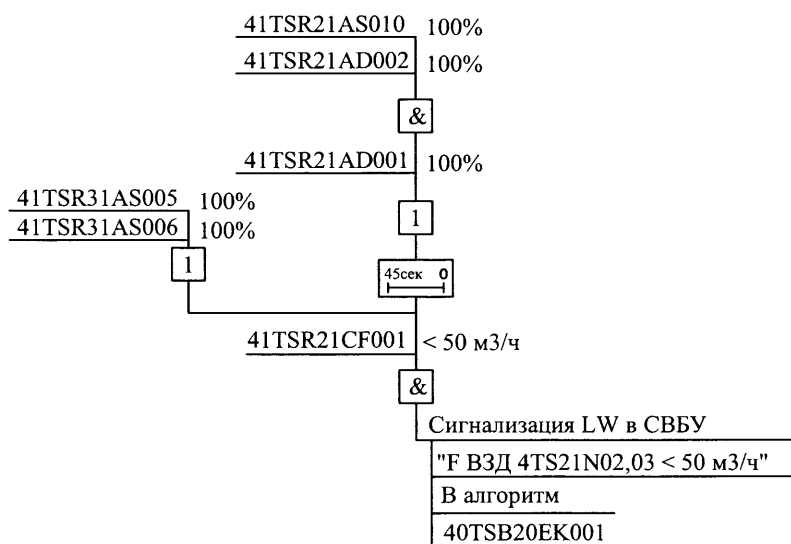 41TSR21AS010 100%
41TSR21AD002 100%
&
41TSR21AD001 100%
41TSR31AS005 100%
41TSR31AS006 100%
1
1
45сек 0
41TSR21CF001 < 50 м3/ч
&
Сигнализация LW в СВБУ
"F ВЗД 4TS21N02,03 < 50 м3/ч"
В алгоритм
40TSB20EK001